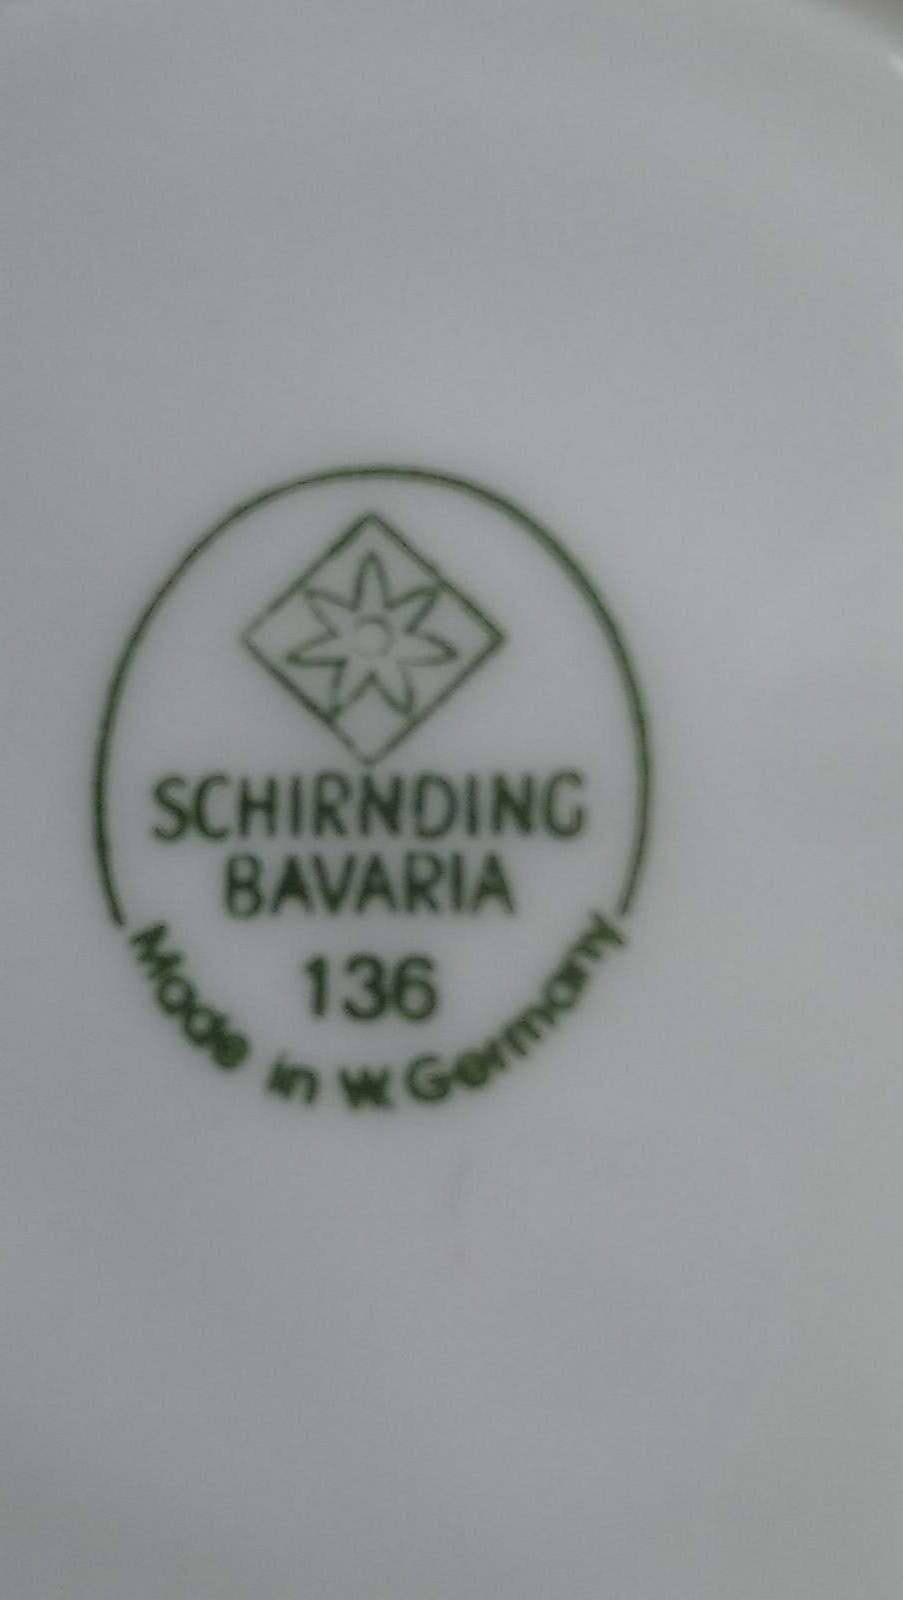 SCHIRNDING
BAVARIA
136
Made in W. Germany